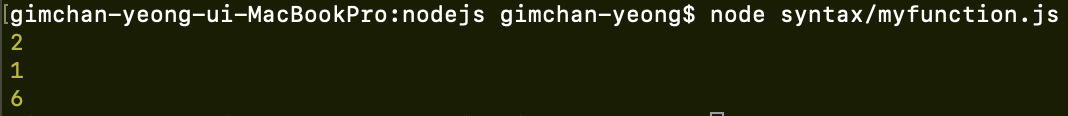 [gimchan-yeong-ui-MacBookPro:nodejs gimchan-yeong$ node syntax/myfunction.js
2
1
6